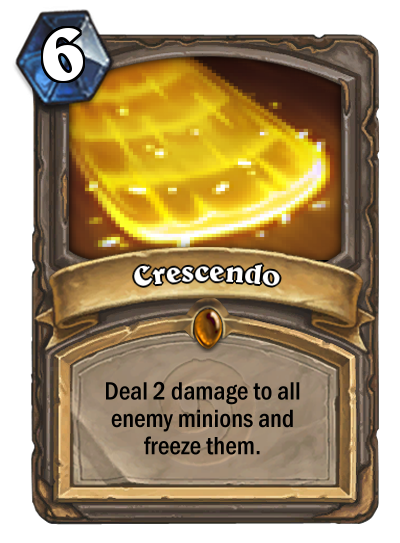 6
Crescendo
Deal 2 damage to all
enemy minions and
freeze them.